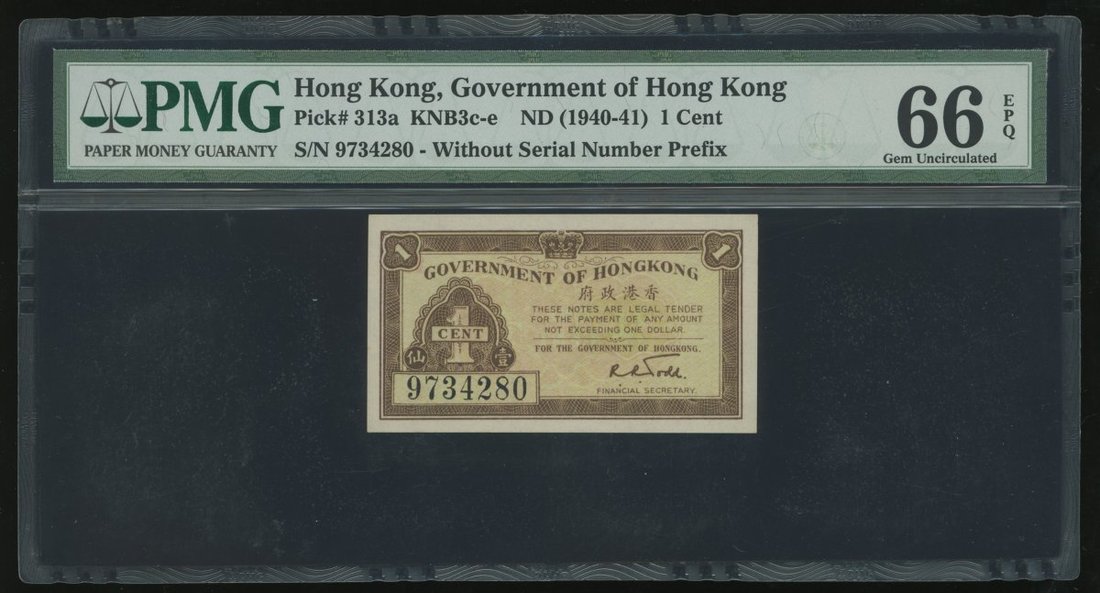 PMG
PAPER MONEY GUARANTY
Hong Kong, Government of Hong Kong
Pick# 313a KNB3c-e ND (1940-41) 1 Cent
S/N 9734280 - Without Serial Number Prefix
66
EPQ
Gem Uncirculated
1
1
GOVERNMENT OF HONGKONG
府政港香
THESE NOTES ARE LEGAL TENDER
FOR THE PAYMENT OF ANY AMOUNT
NOT EXCEEDING ONE DOLLAR.
FOR THE GOVERNMENT OF HONGKONG.
1
CENT
仙 壹
9734280
R.R.Todd.
FINANCIAL SECRETARY.